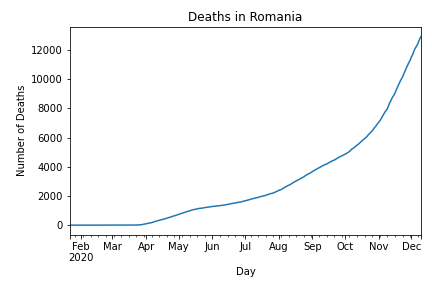 Deaths in Romania
Number of Deaths
12000
10000
8000
6000
4000
2000
0
Feb Mar Apr May Jun Jul Aug Sep Oct Nov Dec
2020
Day